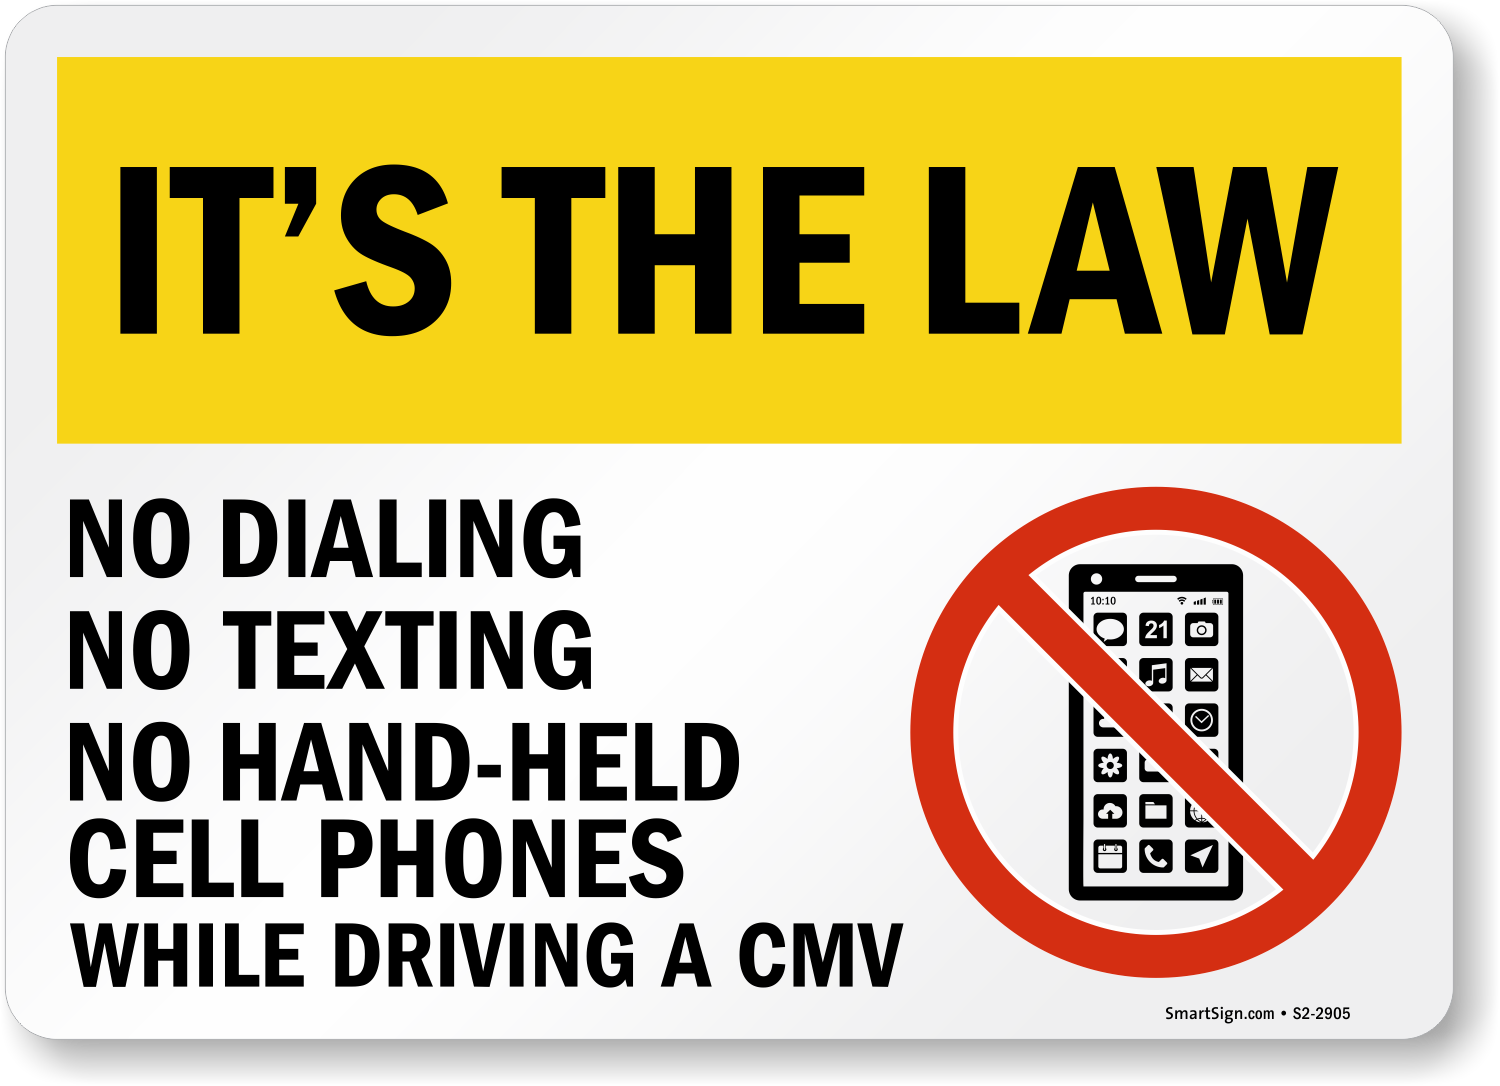 IT’S THE LAW
NO DIALING
NO TEXTING
NO HAND-HELD
CELL PHONES
WHILE DRIVING A CMV
10:10
21
SmartSign.com • S2-2905